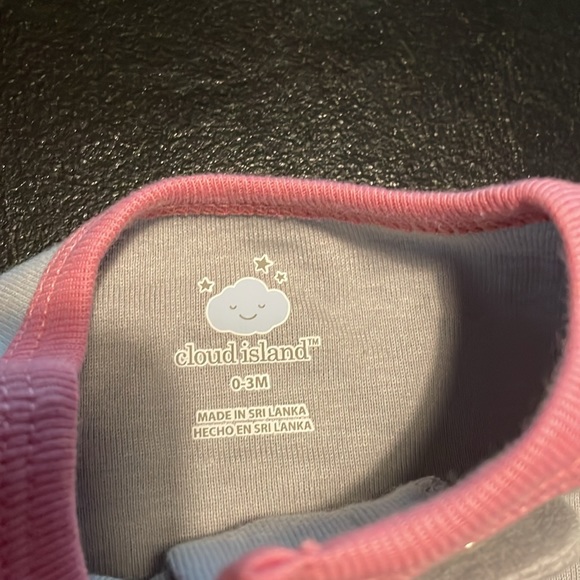 cloud island™
0-3M
MADE IN SRI LANKA
HECHO EN SRI LANKA